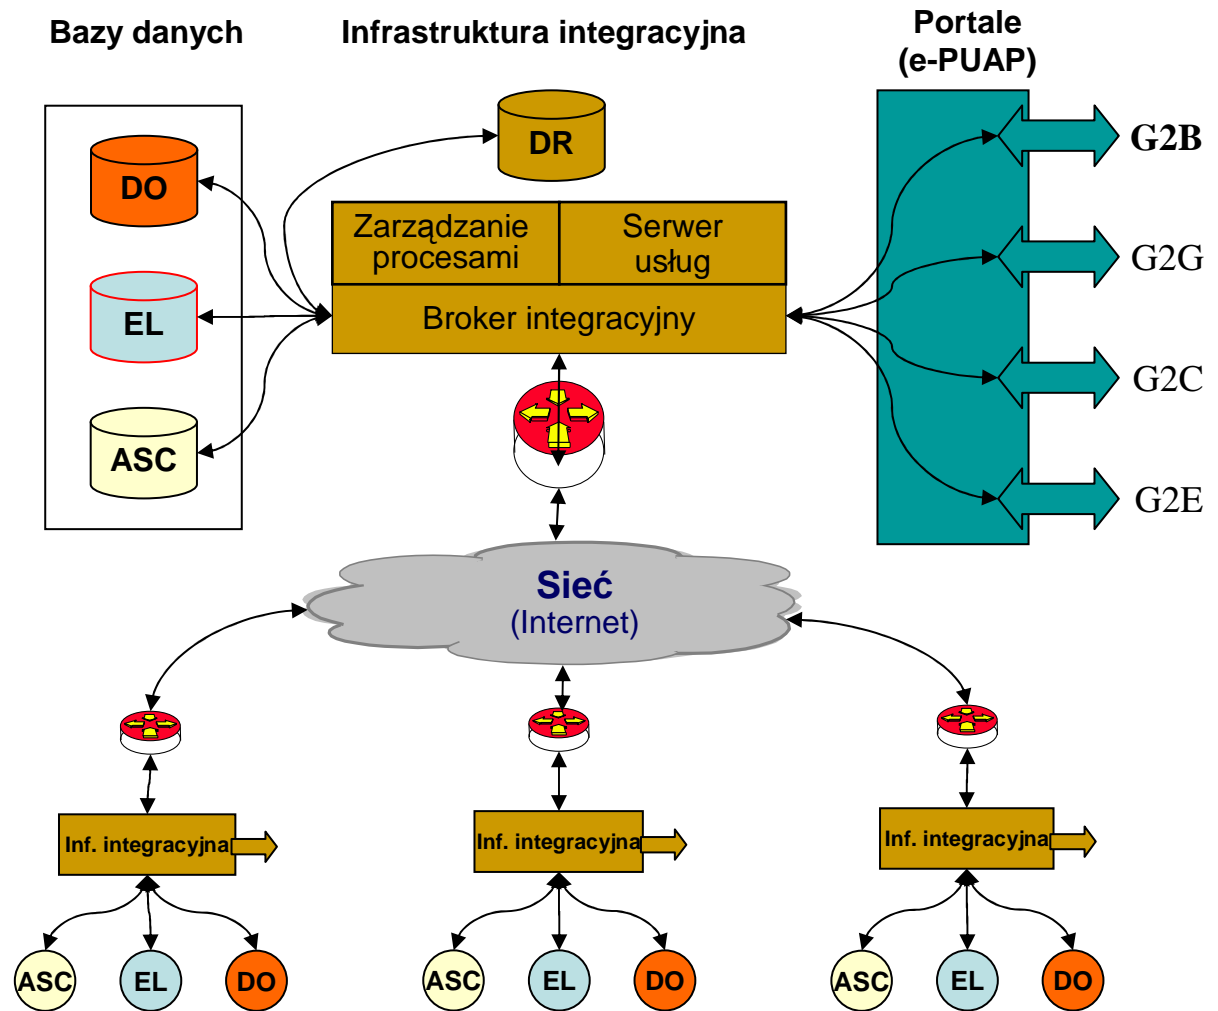 Bazy danych
Infrastruktura integracyjna
Portale
(e-PUAP)
DO
EL
ASC
DR
Zarządzanie
procesami
Serwer
usług
Broker integracyjny
G2B
G2G
G2C
G2E
Sieć
(Internet)
Inf. integracyjna
Inf. integracyjna
Inf. integracyjna
ASC
EL
DO
ASC
EL
DO
ASC
EL
DO